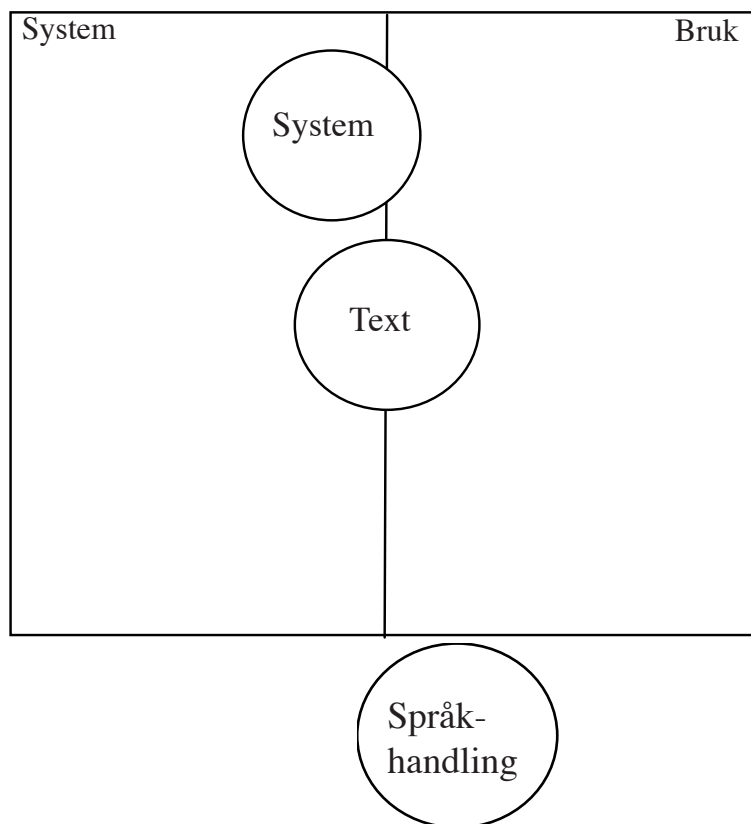 System
Bruk
System
Text
Språk-
handling